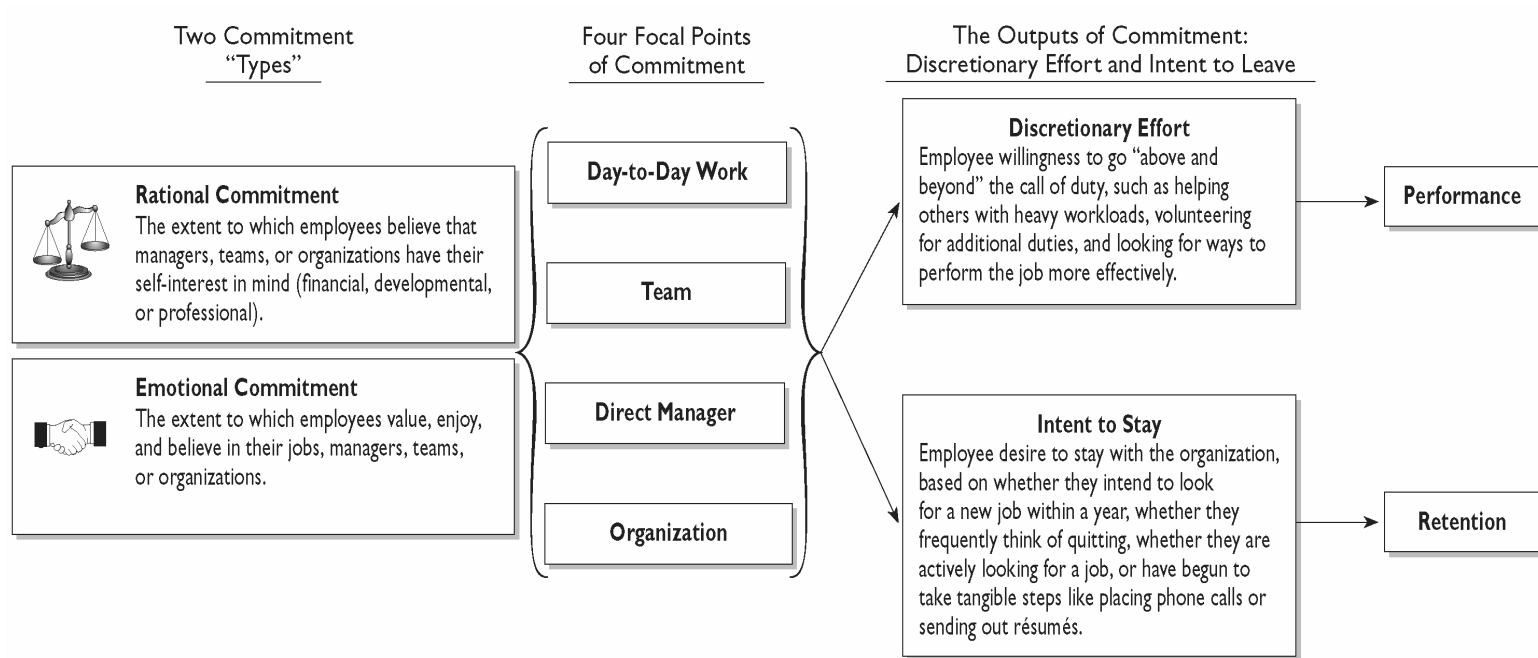 Two Commitment
“Types”
Four Focal Points
of Commitment
The Outputs of Commitment:
Discretionary Effort and Intent to Leave
Rational Commitment
The extent to which employees believe that
managers, teams, or organizations have their
self-interest in mind (financial, developmental,
or professional).
Emotional Commitment
The extent to which employees value, enjoy,
and believe in their jobs, managers, teams,
or organizations.
Day-to-Day Work
Team
Direct Manager
Organization
Discretionary Effort
Employee willingness to go “above and
beyond” the call of duty, such as helping
others with heavy workloads, volunteering
for additional duties, and looking for ways to
perform the job more effectively.
Performance
Intent to Stay
Employee desire to stay with the organization,
based on whether they intend to look
for a new job within a year, whether they
frequently think of quitting, whether they are
actively looking for a job, or have begun to
take tangible steps like placing phone calls or
sending out résumés.
Retention